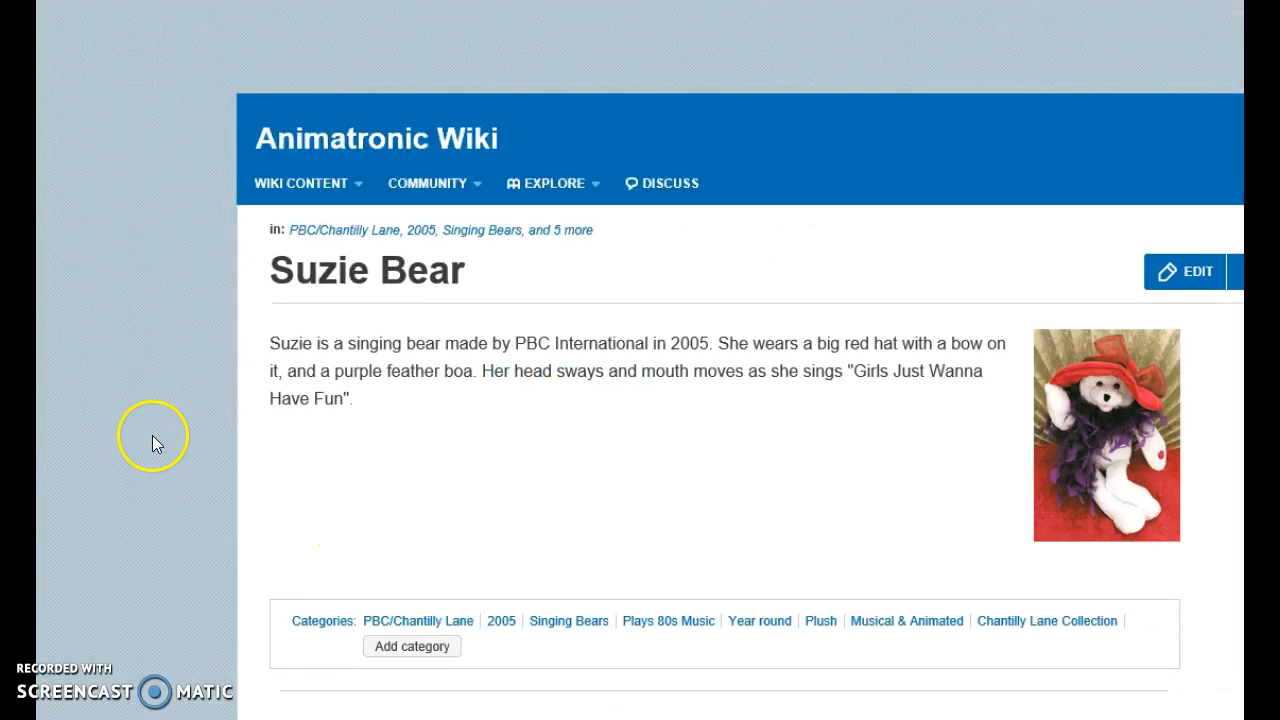 Animatronic Wiki
WIKI CONTENT COMMUNITY EXPLORE DISCUSS
in: PBC/Chantilly Lane, 2005, Singing Bears, and 5 more
Suzie Bear
EDIT
Suzie is a singing bear made by PBC International in 2005. She wears a big red hat with a bow on
it, and a purple feather boa. Her head sways and mouth moves as she sings "Girls Just Wanna
Have Fun".
Categories: PBC/Chantilly Lane 2005 Singing Bears Plays 80s Music Year round Plush Musical & Animated Chantilly Lane Collection
Add category
RECORDED WITH
SCREENCAST MATIC